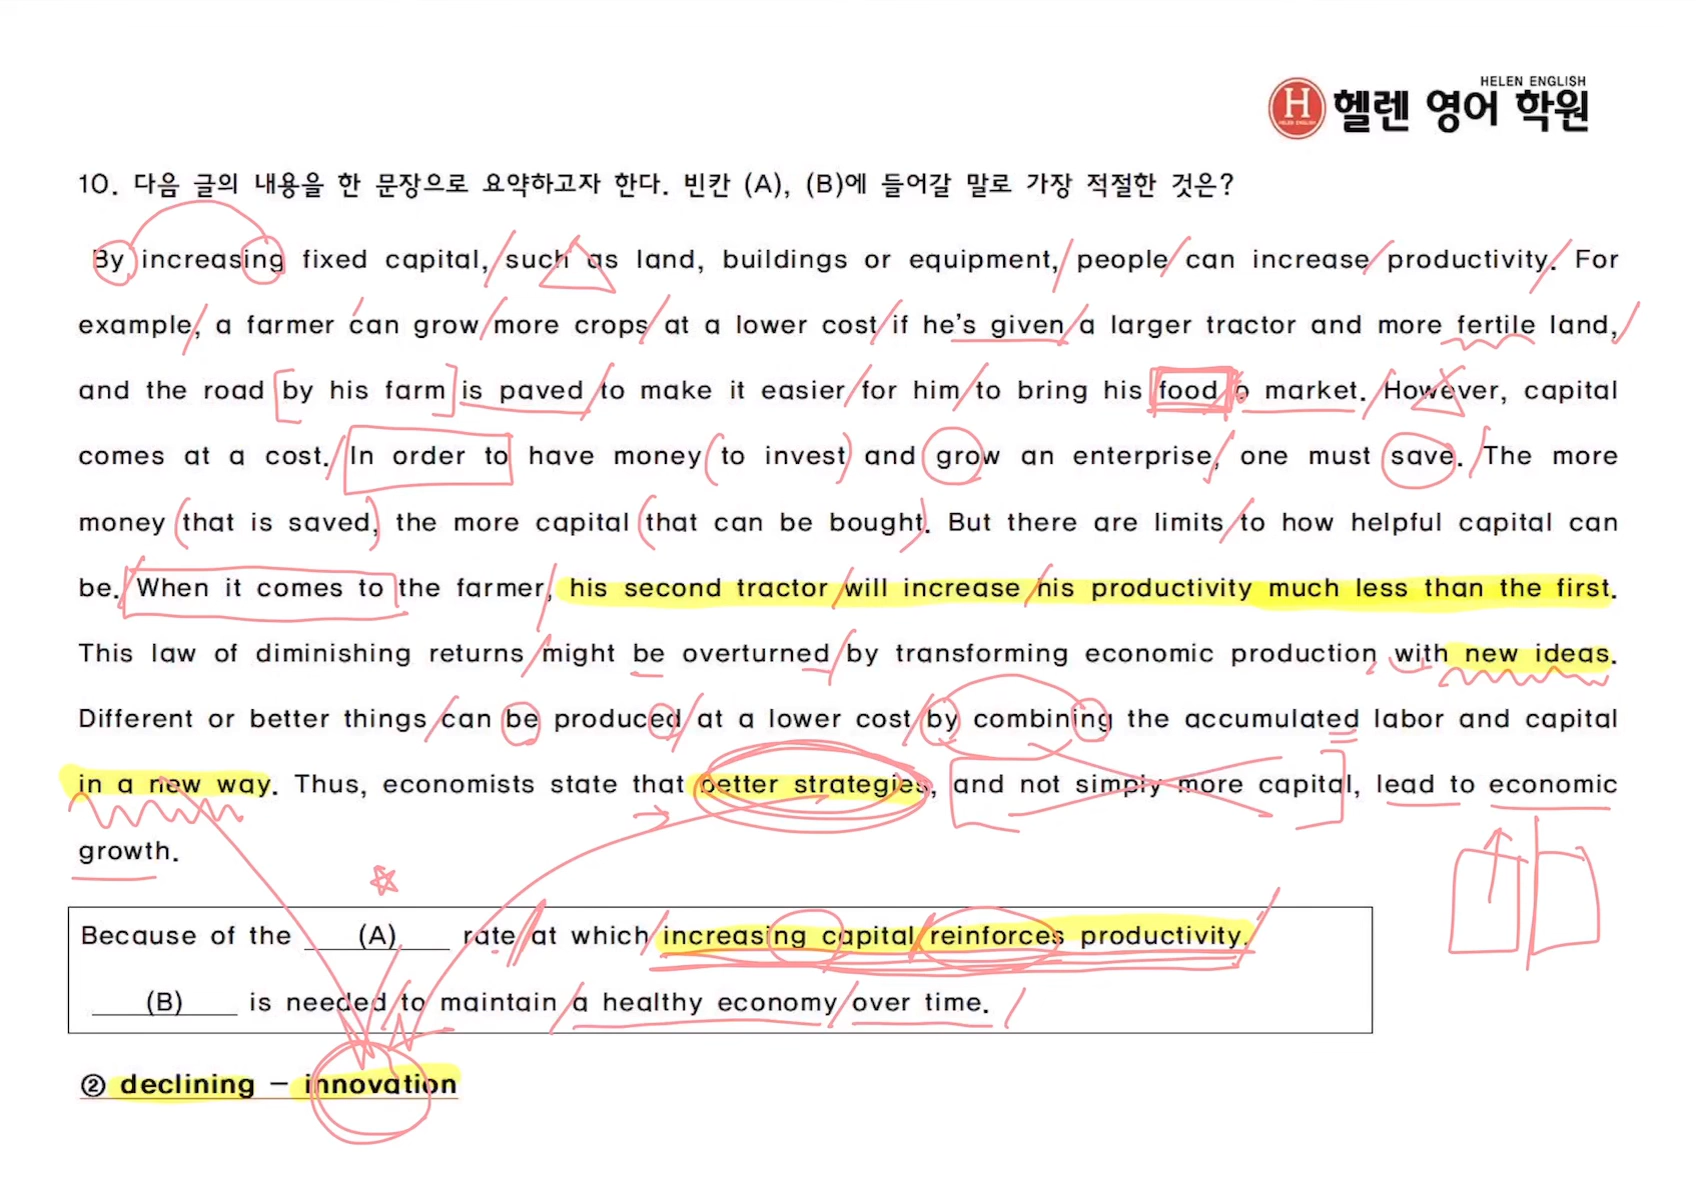 HELEN ENGLISH
H 헬렌 영어 학원
10. 다음 글의 내용을 한 문장으로 요약하고자 한다. 빈칸 (A), (B)에 들어갈 말로 가장 적절한 것은?
By increasing fixed capital, such as land, buildings or equipment, people can increase productivity. For
example, a farmer can grow more crops at a lower cost if he's given a larger tractor and more fertile land,
and the road by his farm is paved to make it easier for him to bring his food to market. However, capital
comes at a cost. In order to have money to invest and grow an enterprise, one must save. The more
money that is saved, the more capital that can be bought. But there are limits to how helpful capital can
be. When it comes to the farmer, his second tractor will increase his productivity much less than the first.
This law of diminishing returns might be overturned by transforming economic production with new ideas.
Different or better things can be produced at a lower cost by combining the accumulated labor and capital
in a new way. Thus, economists state that better strategies, and not simply more capital, lead to economic
growth.
Because of the (A) rate at which increasing capital reinforces productivity,
(B) is needed to maintain a healthy economy over time.
② declining – innovation